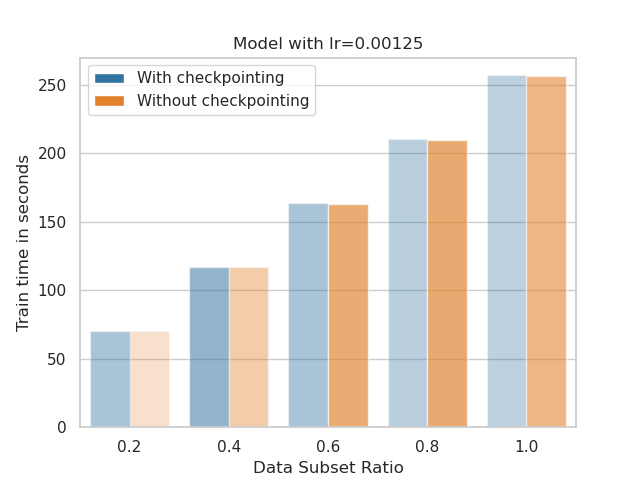 Model with lr=0.00125
With checkpointing
Without checkpointing
Train time in seconds
250
200
150
100
50
0
0.2 0.4 0.6 0.8 1.0
Data Subset Ratio